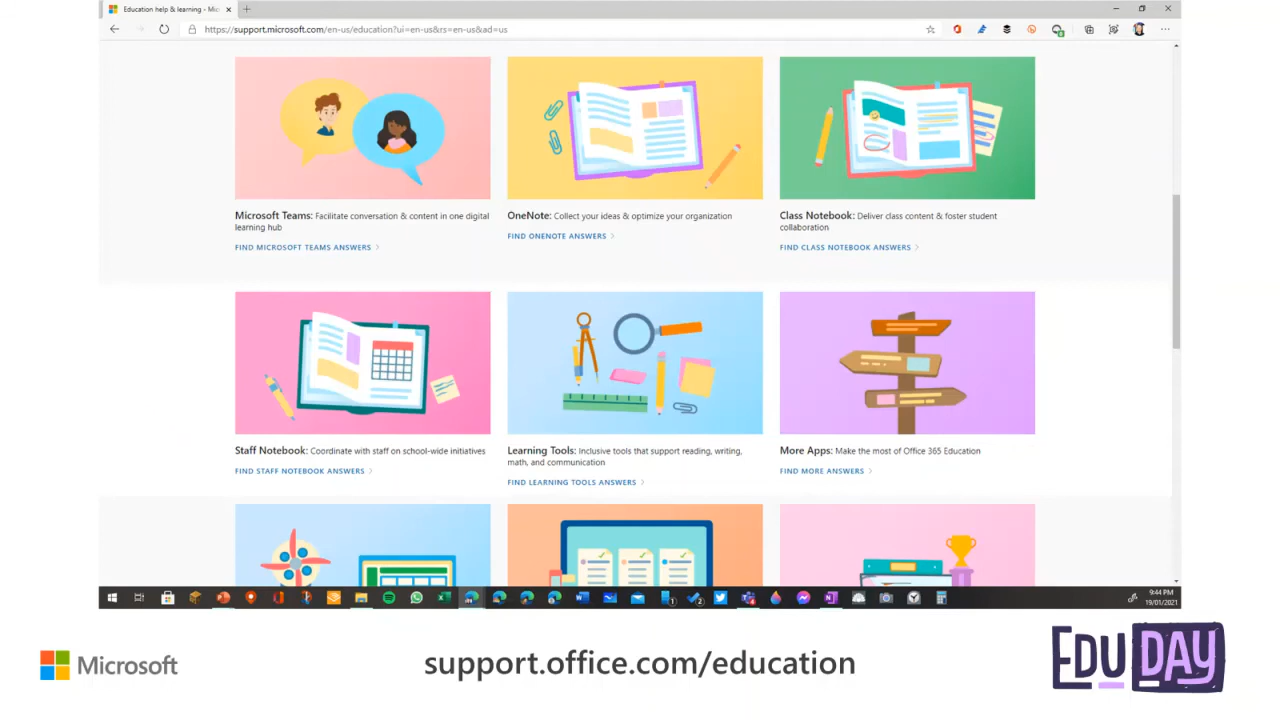 Education help & learning - Mic
https://support.microsoft.com/en-us/education?ui=en-us&rs=en-us&ad=us
Microsoft Teams: Facilitate conversation & content in one digital
learning hub
FIND MICROSOFT TEAMS ANSWERS
OneNote: Collect your ideas & optimize your organization
FIND ONENOTE ANSWERS
Class Notebook: Deliver class content & foster student
collaboration
FIND CLASS NOTEBOOK ANSWERS
Staff Notebook: Coordinate with staff on school-wide initiatives
FIND STAFF NOTEBOOK ANSWERS
Learning Tools: Inclusive tools that support reading, writing,
math, and communication
FIND LEARNING TOOLS ANSWERS
More Apps: Make the most of Office 365 Education
FIND MORE ANSWERS
9:44 PM
19/01/2021
Microsoft
support.office.com/education
EDU DAY